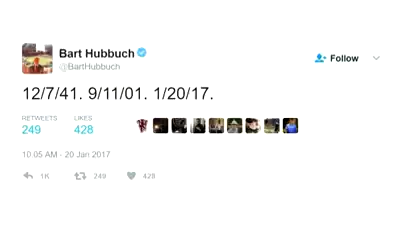 Bart Hubbuch
@BartHubbuch
Follow
12/7/41. 9/11/01. 1/20/17.
RETWEETS LIKES
249 428
10:05 AM - 20 Jan 2017
1K 249 428